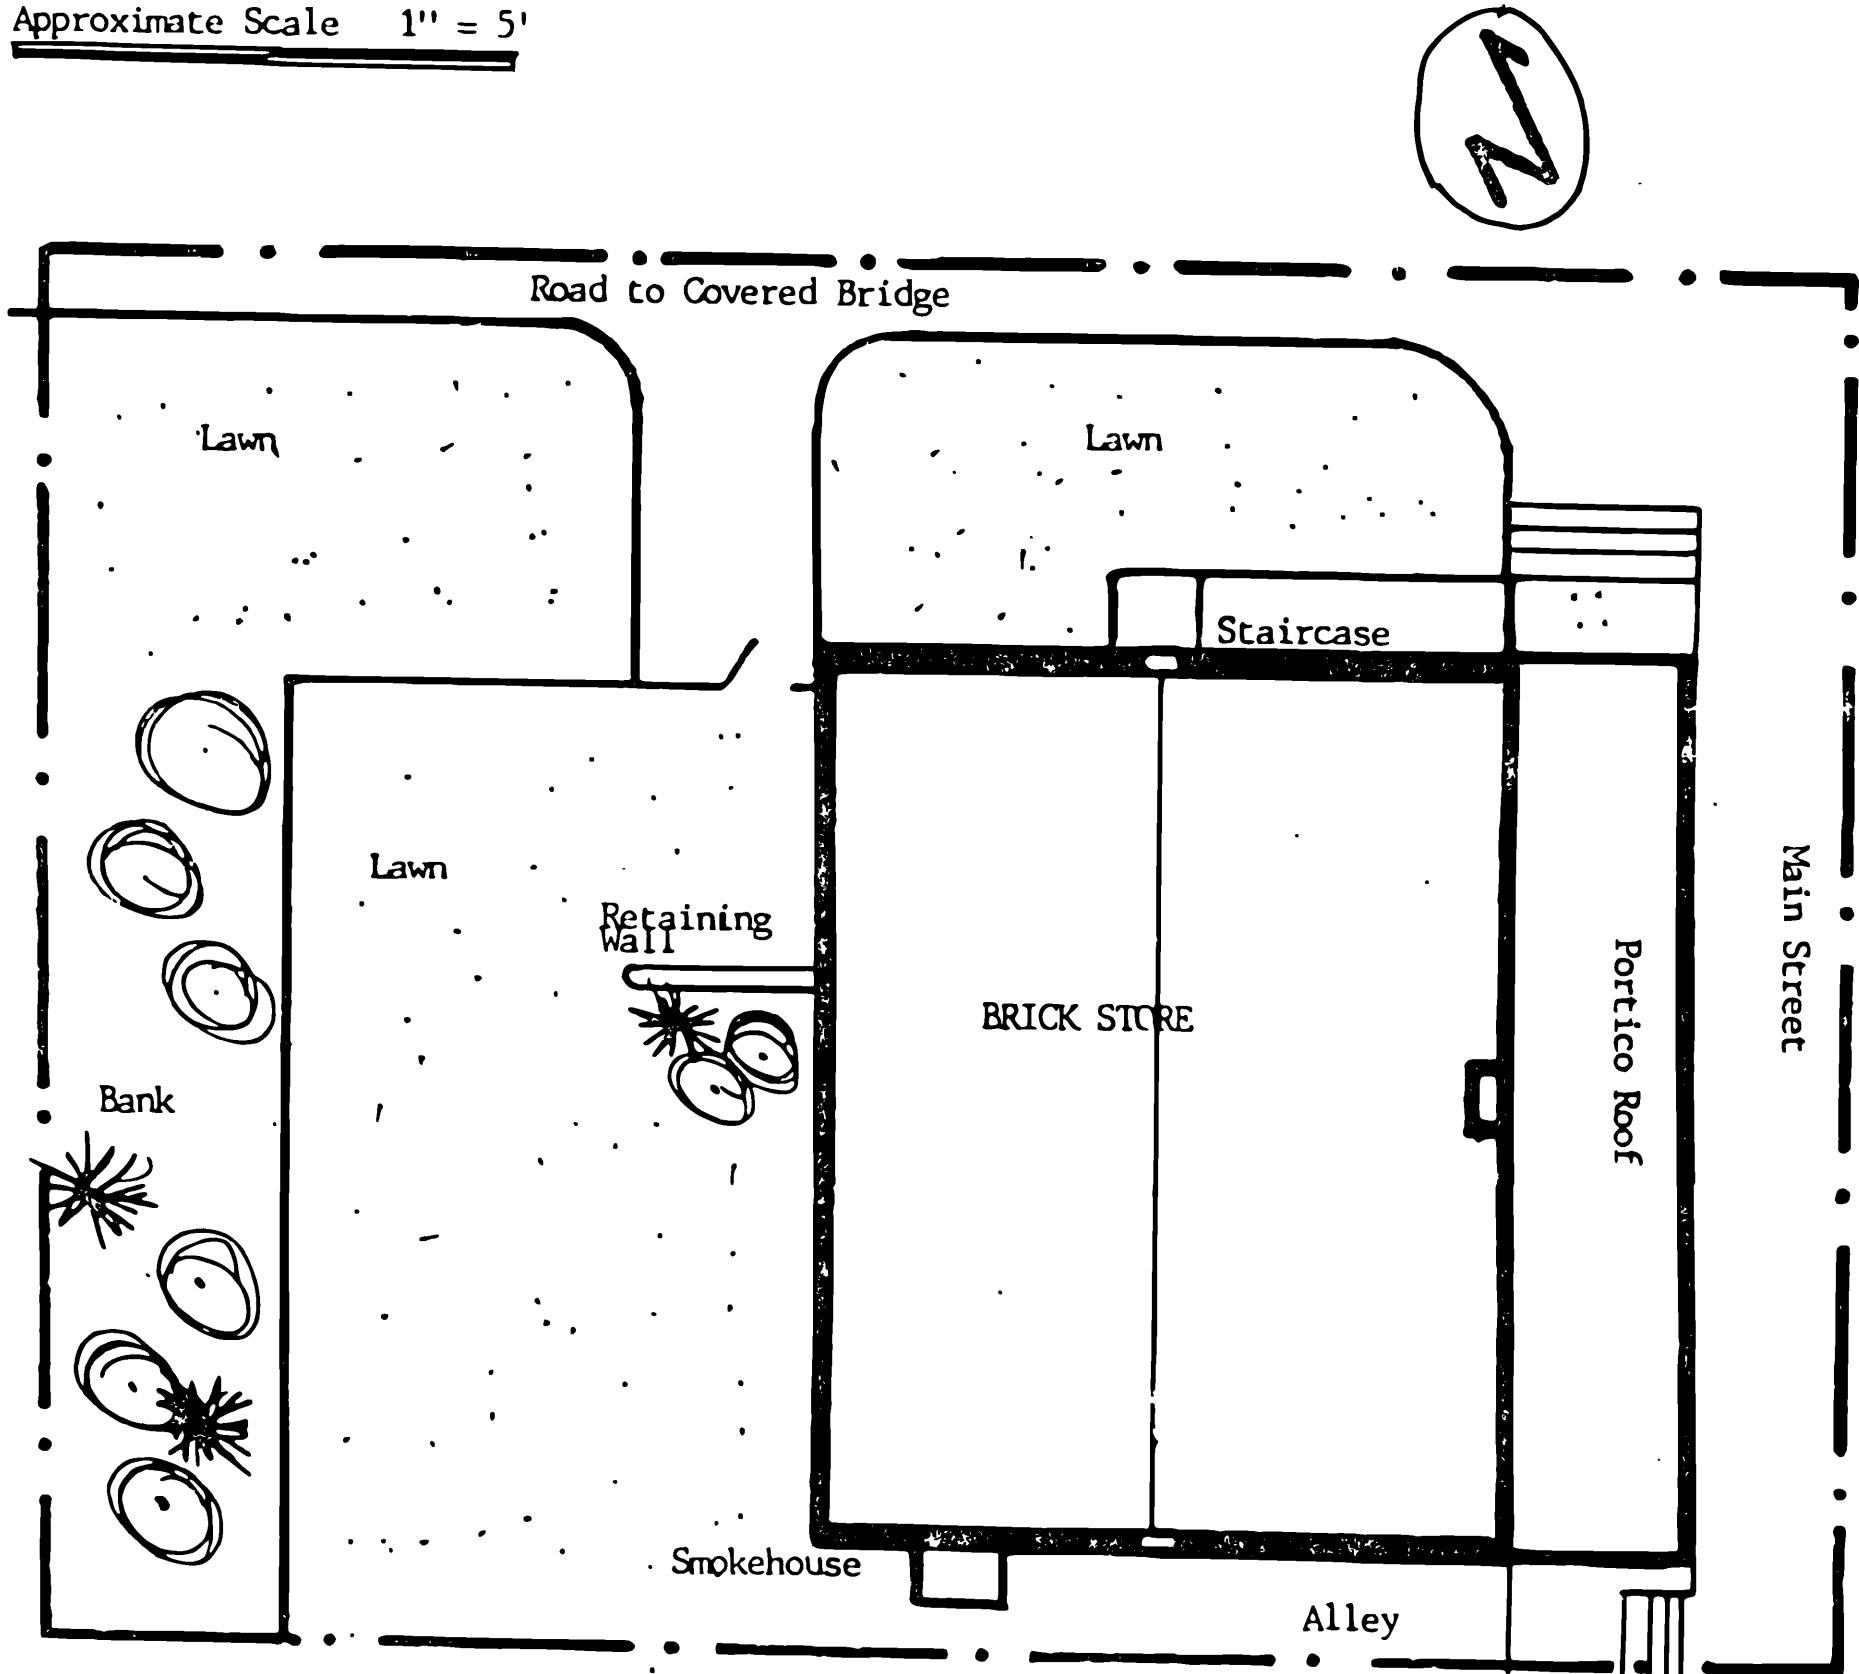 Approximate Scale 1" = 5'
N
Road to Covered Bridge
Lawn
Lawn
Staircase
Lawn
Retaining
Wall
BRICK STORE
Portico Roof
Main Street
Bank
Smokehouse
Alley